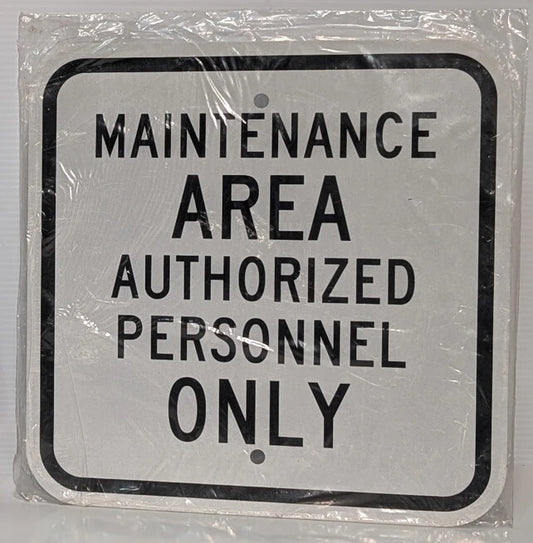 MAINTENANCE
AREA
AUTHORIZED
PERSONNEL
ONLY